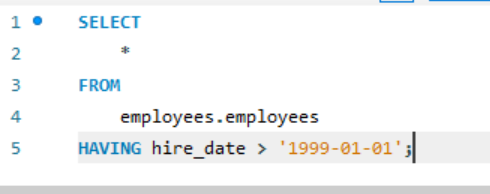 1 SELECT
2 *
3 FROM
4 employees.employees
5 HAVING hire_date > '1999-01-01';